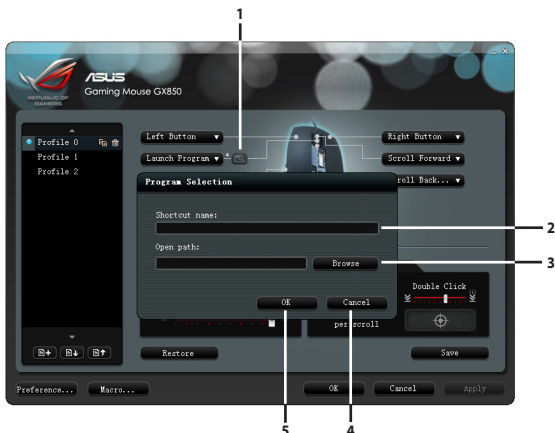 1
REPUBLIC OF
GAMERS
ASUS
Gaming Mouse GX850
Profile 0
Profile 1
Profile 2
Left Button
Right Button
Launch Program
Scroll Forward
roll Back...
Program Selection
Shortcut name:
2
Open path:
Browse
3
Double Click
OK
Cancel
per scroll
Restore
Save
Preference...
Macro...
OK
Cancel
Apply
5
4